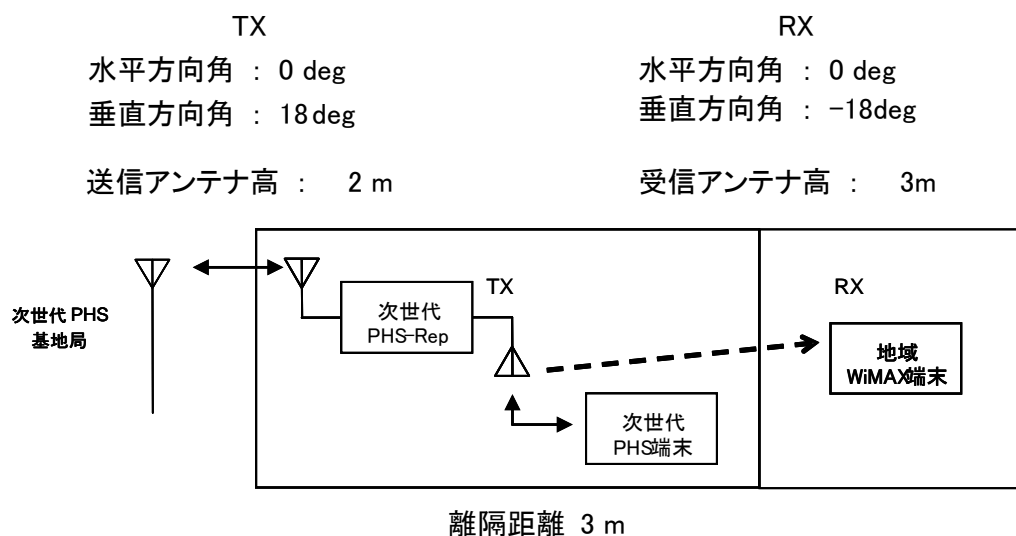 TX
水平方向角 : 0 deg
垂直方向角 : 18deg
送信アンテナ高 : 2 m
RX
水平方向角 : 0 deg
垂直方向角 : -18deg
受信アンテナ高 : 3m
次世代 PHS
基地局
次世代
PHS-Rep
TX
次世代
PHS端末
RX
地域
WiMAX端末
離隔距離 3 m